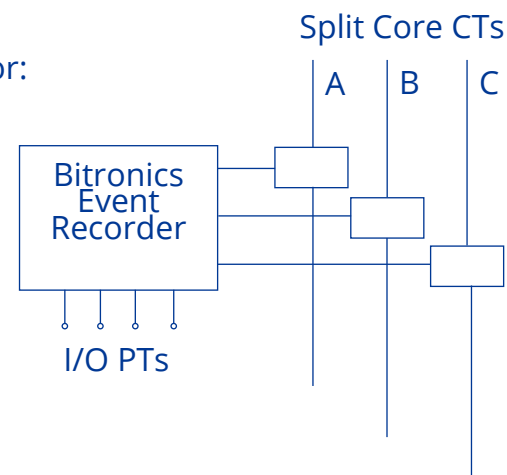 Split Core CTs
or:
A
B
C
Bitronics
Event
Recorder
I/O PTs